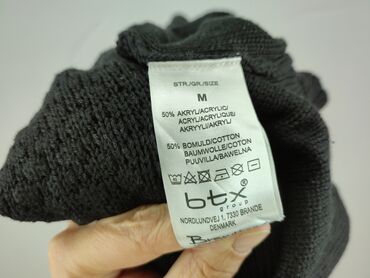 STR./GR./SIZE
M
50% AKRYL/ACRYLIC/
ACRYL/ACRYLIQUE/
AKRYYLI/AKRYL/
50% BOMULD/COTTON
BAUMWOLLE/COTON
PUUVILLA/BAWELNA
btx
group
NORDLUNDVEJ 1, 7330 BRANDE
DENMARK